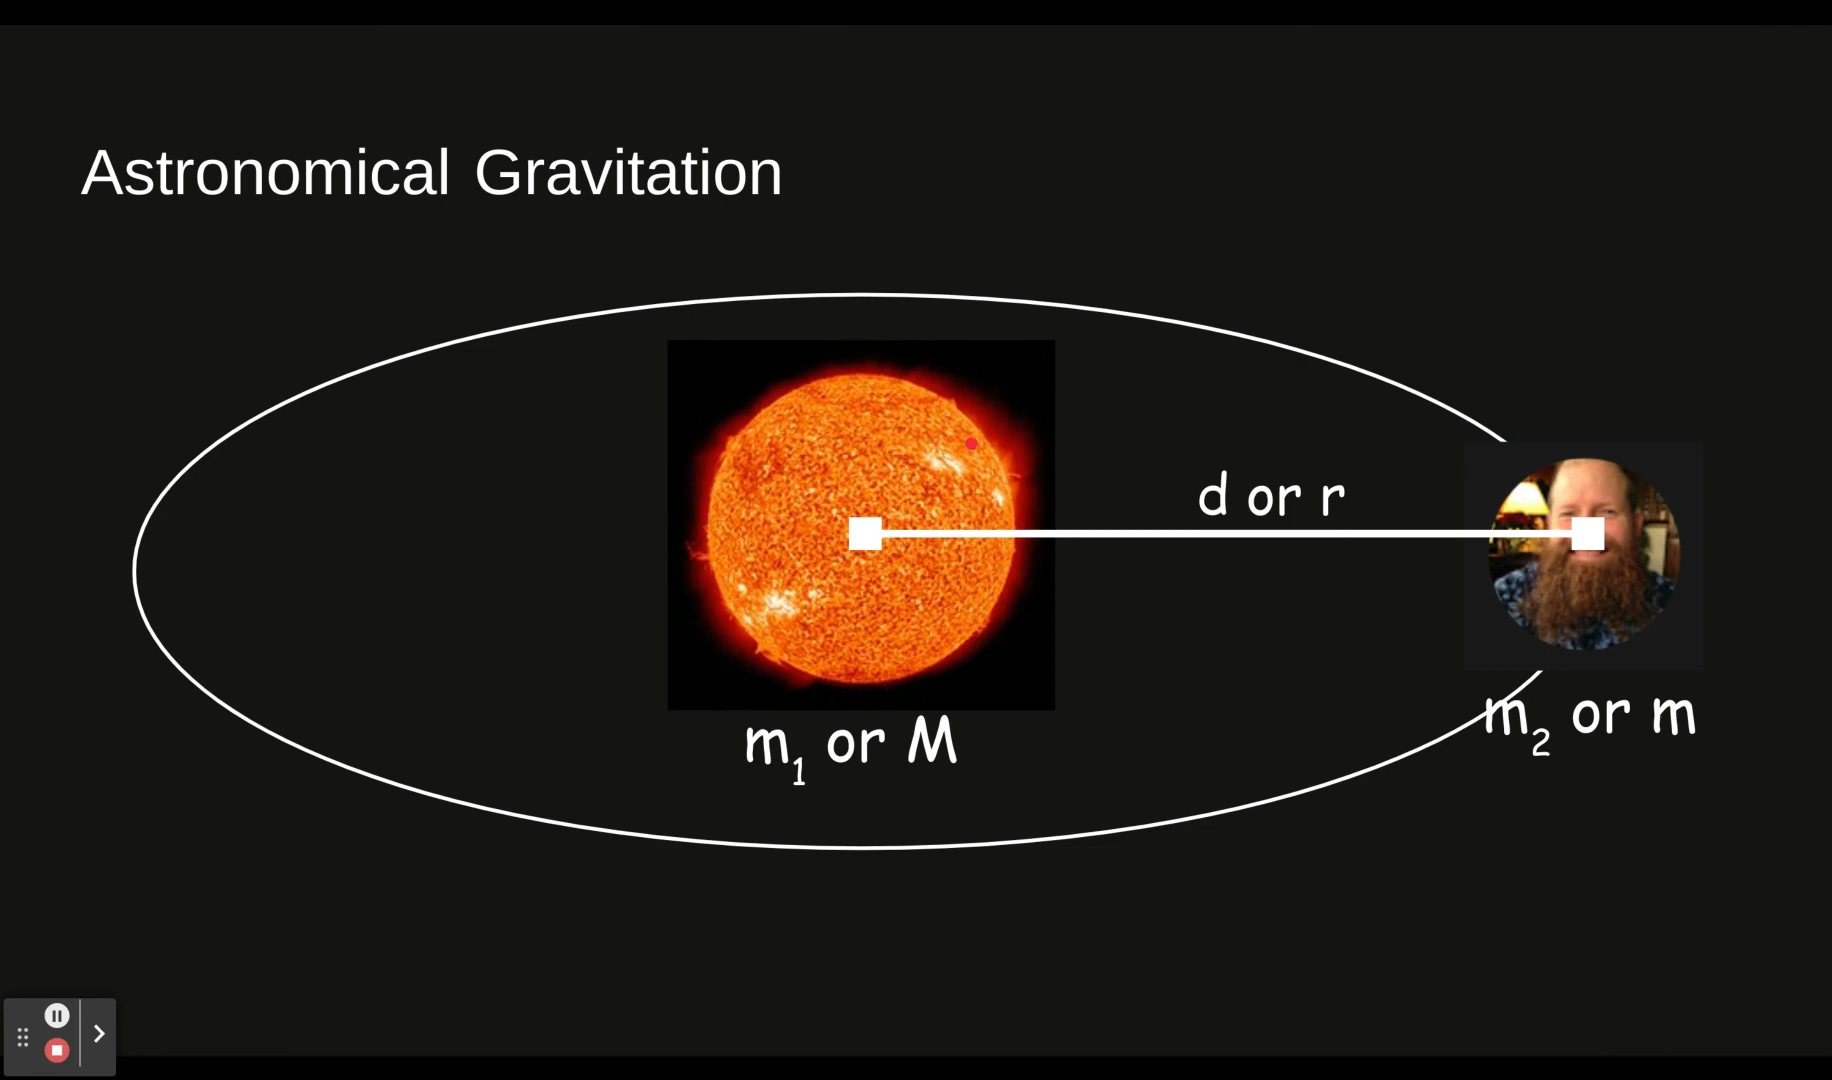 Astronomical Gravitation
d or r
m₂ or m
m₁ or M